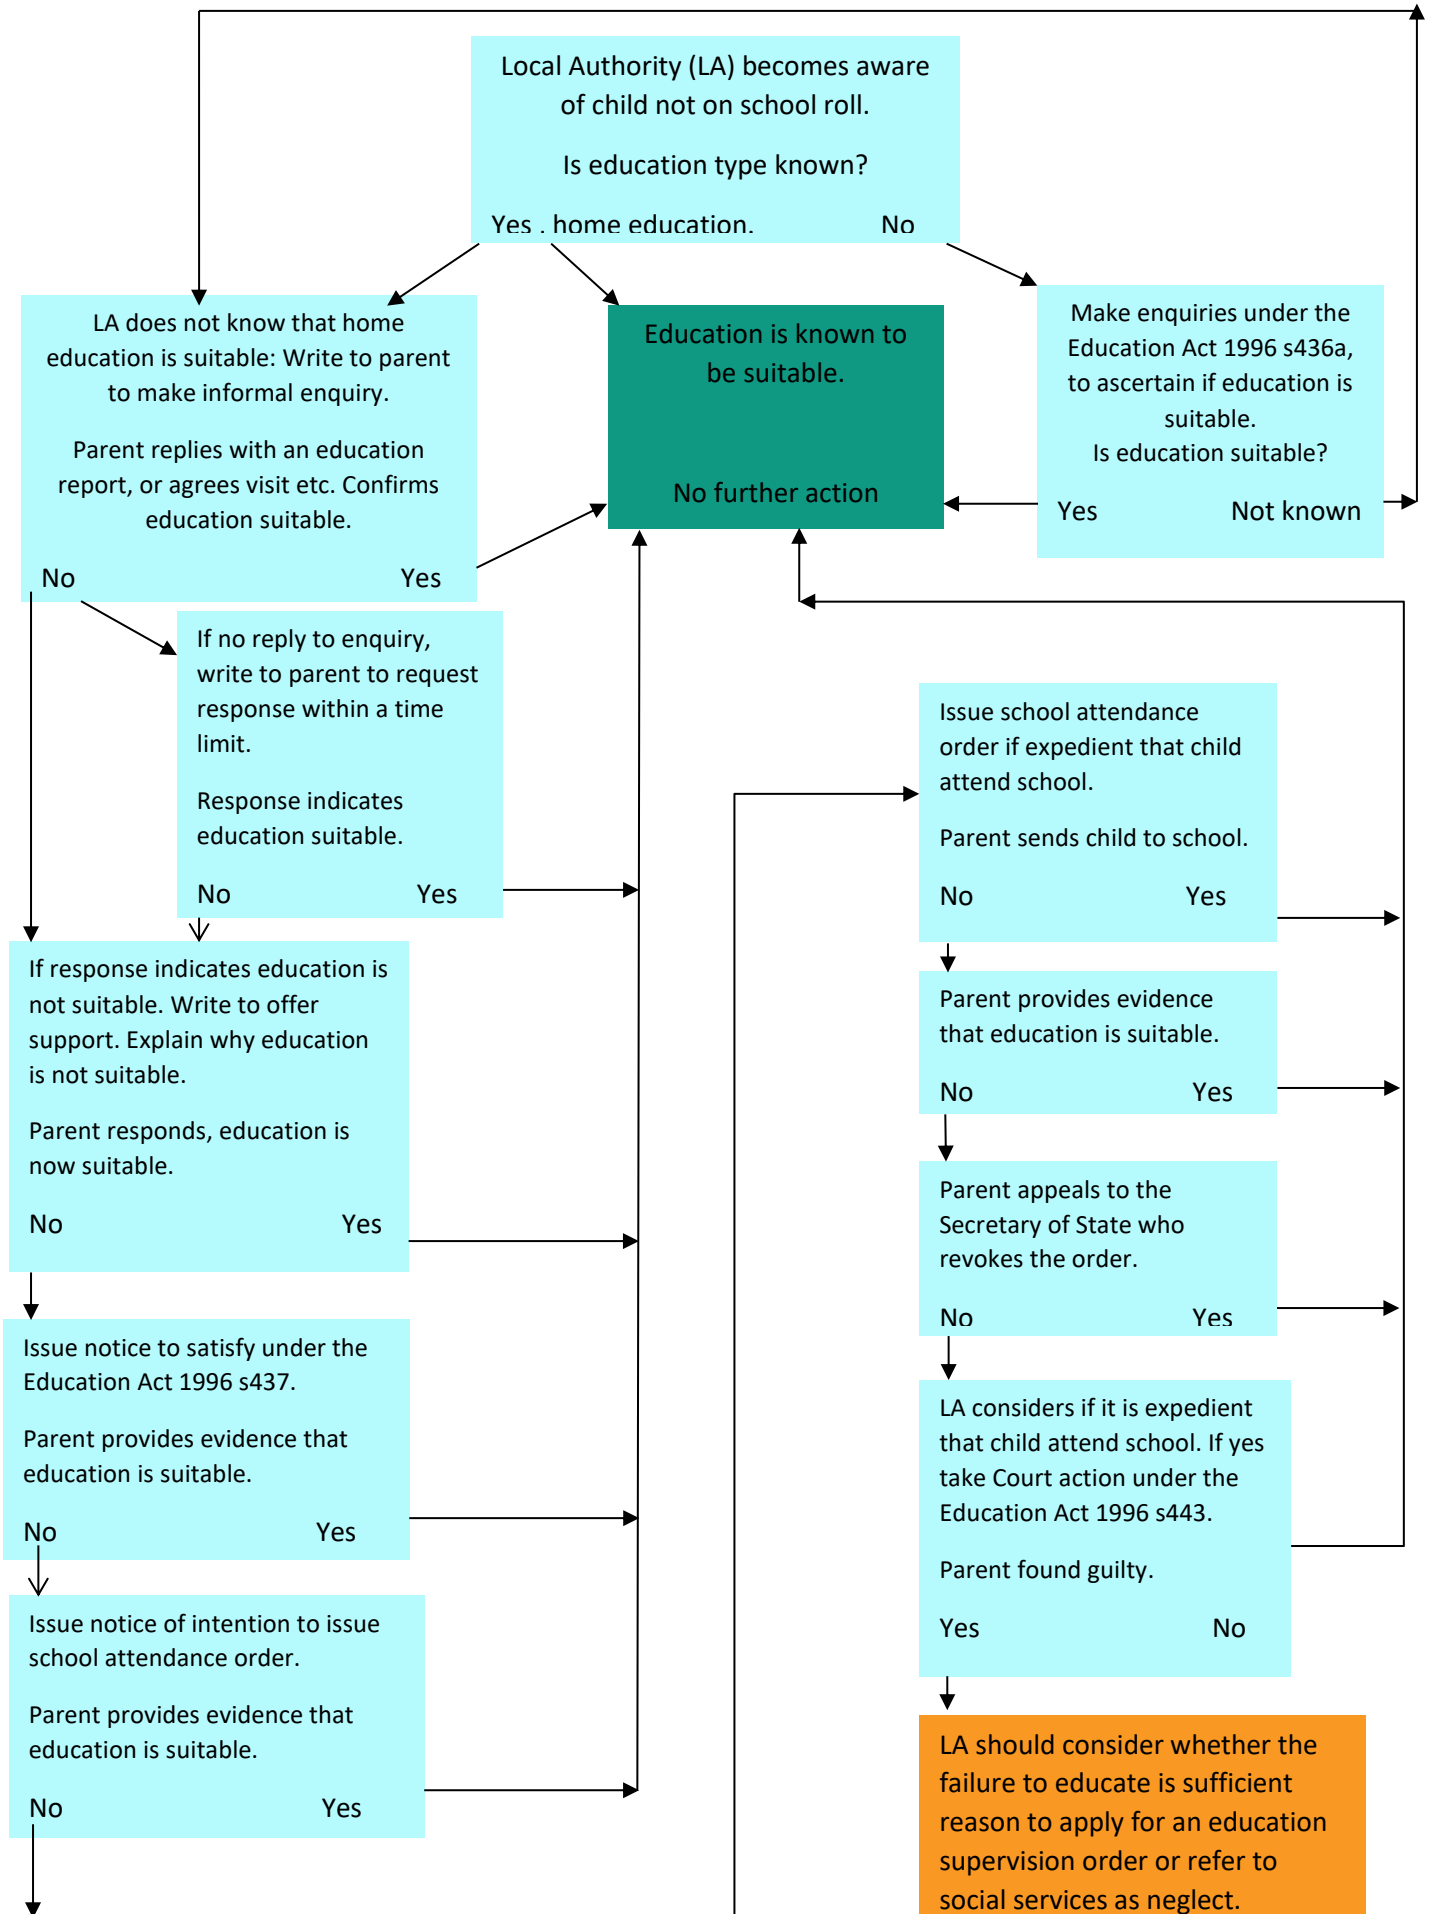 Local Authority (LA) becomes aware
of child not on school roll.
Is education type known?
Yes . home education. No
LA does not know that home
education is suitable: Write to parent
to make informal enquiry.
Parent replies with an education
report, or agrees visit etc. Confirms
education suitable.
No Yes
Education is known to
be suitable.
No further action
Make enquiries under the
Education Act 1996 s436a,
to ascertain if education is
suitable.
Is education suitable?
Yes Not known
If no reply to enquiry,
write to parent to request
response within a time
limit.
Response indicates
education suitable.
No Yes
If response indicates education is
not suitable. Write to offer
support. Explain why education
is not suitable.
Parent responds, education is
now suitable.
No Yes
Issue notice to satisfy under the
Education Act 1996 s437.
Parent provides evidence that
education is suitable.
No Yes
Issue notice of intention to issue
school attendance order.
Parent provides evidence that
education is suitable.
No Yes
Issue school attendance
order if expedient that child
attend school.
Parent sends child to school.
No Yes
Parent provides evidence
that education is suitable.
No Yes
Parent appeals to the
Secretary of State who
revokes the order.
No Yes
LA considers if it is expedient
that child attend school. If yes
take Court action under the
Education Act 1996 s443.
Parent found guilty.
Yes No
LA should consider whether the
failure to educate is sufficient
reason to apply for an education
supervision order or refer to
social services as neglect.